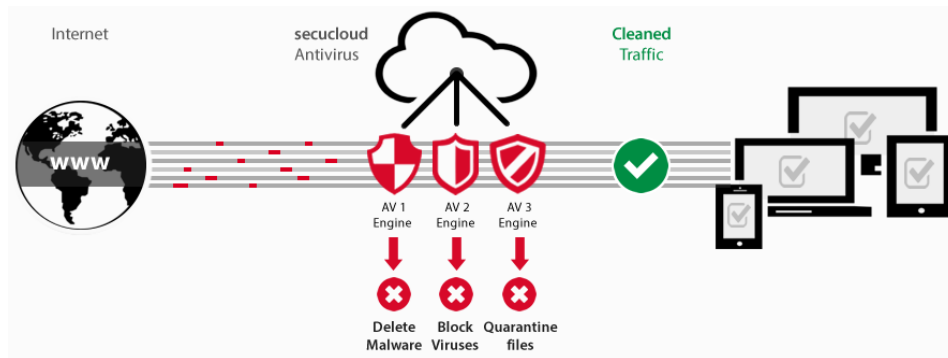 Internet
secucloud
Antivirus
Cleaned
Traffic
www
AV 1
Engine
AV 2
Engine
AV 3
Engine
Delete
Malware
Block
Viruses
Quarantine
files